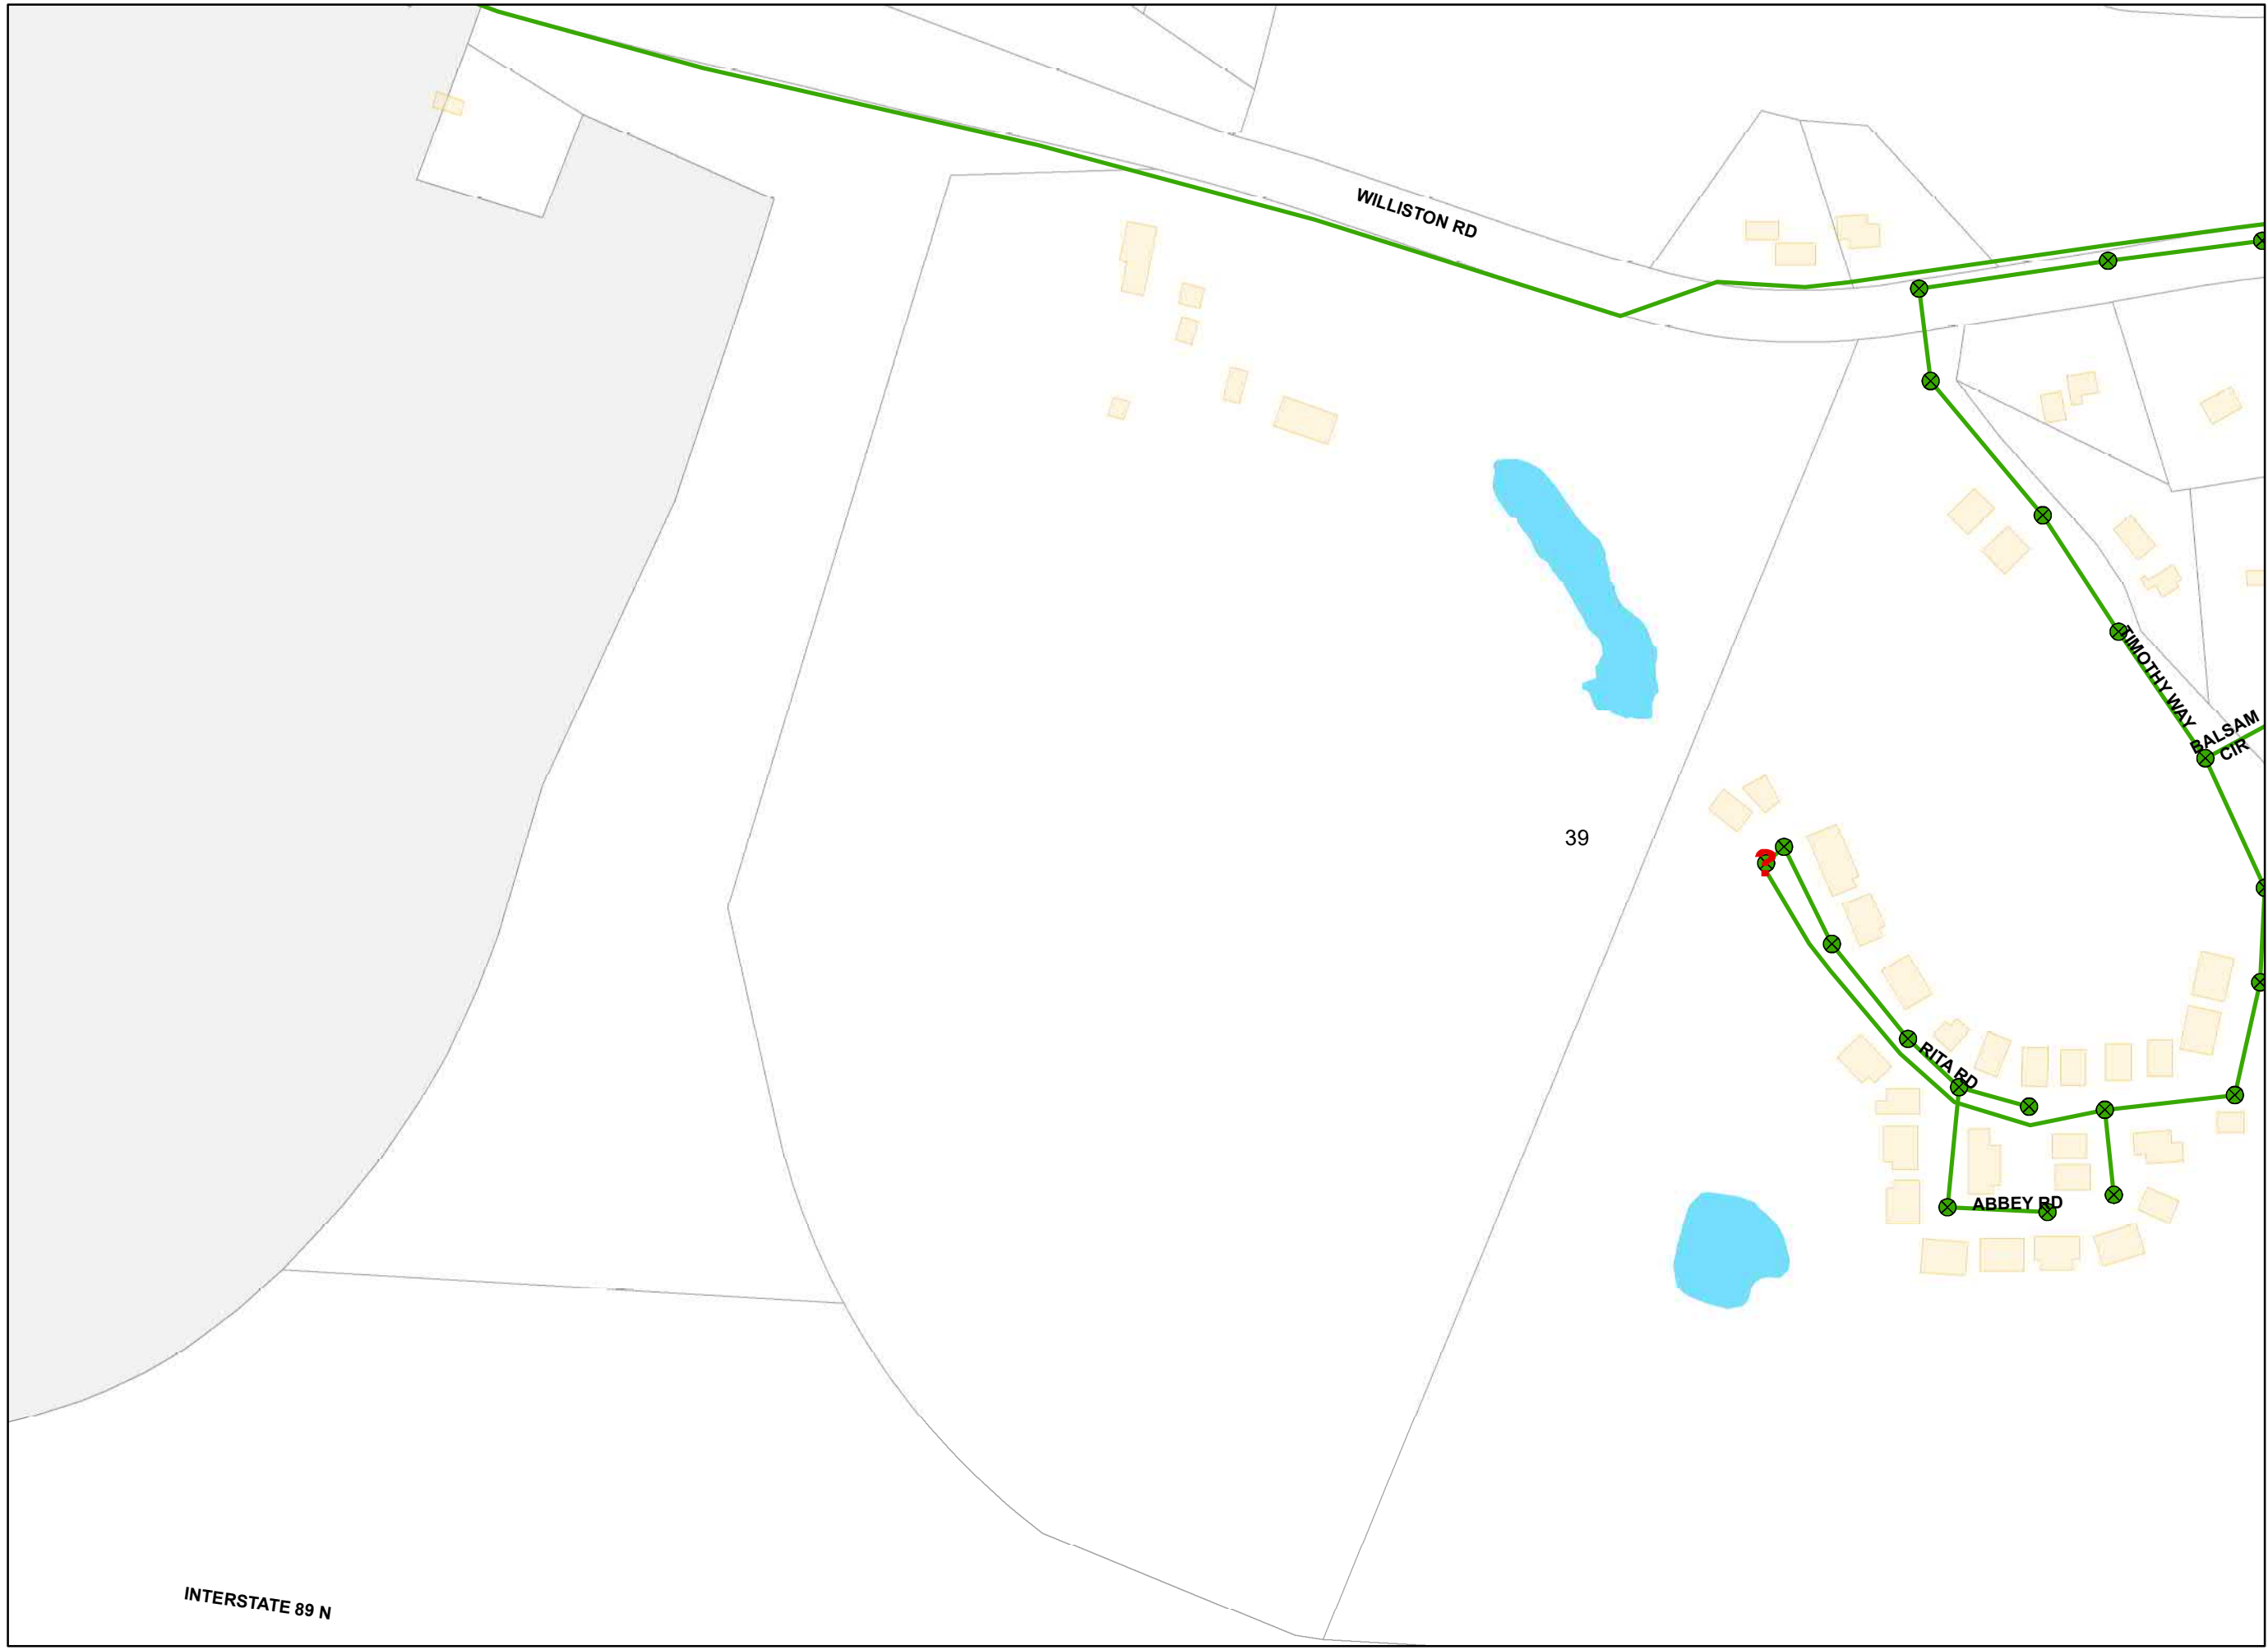 WILLISTON RD
TIMOTHY WAY
BALSAM
CIR
39
?
RITA RD
ABBEY RD
INTERSTATE 89 N